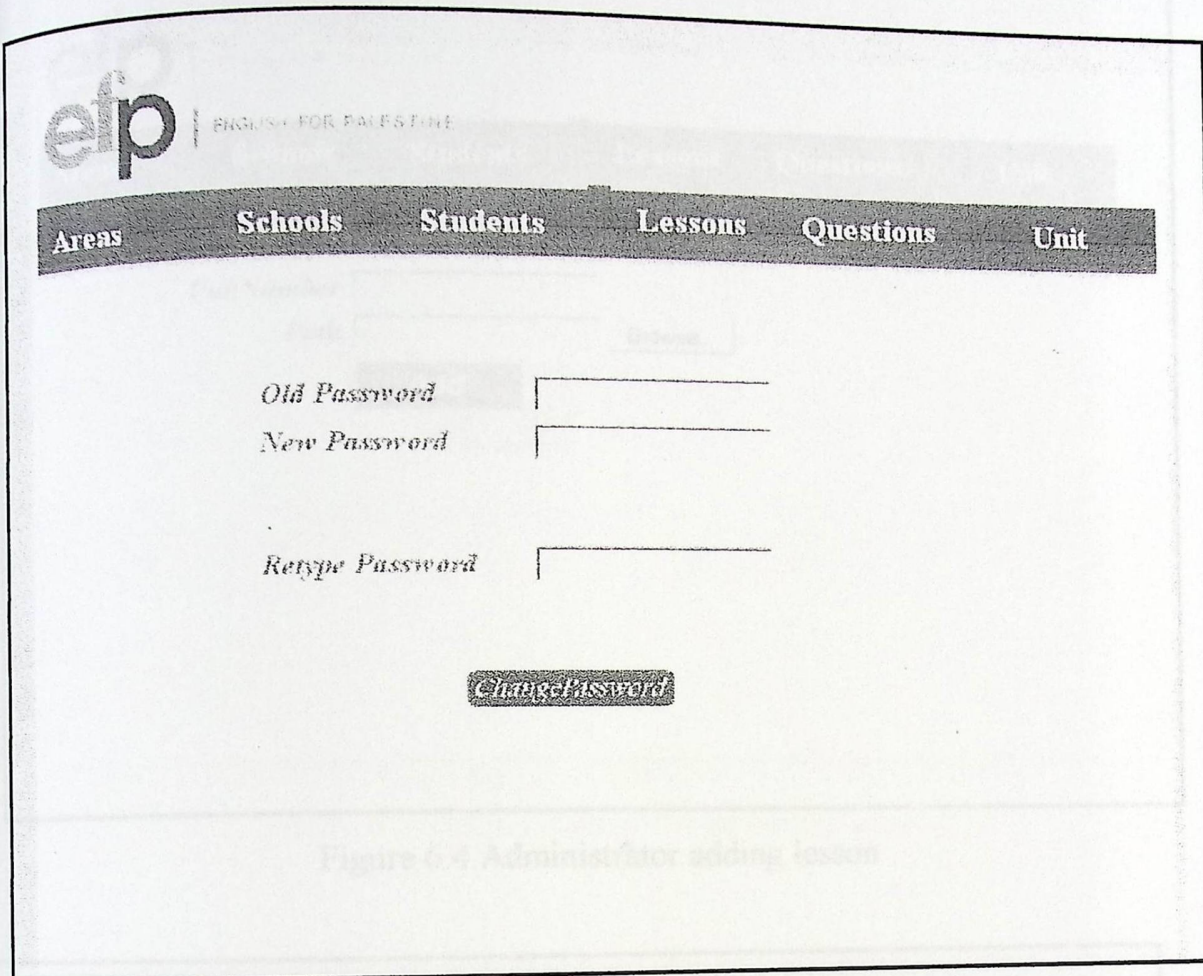 efp | ENGLISH FOR PALESTINE
Areas Schools Students Lessons Questions Unit
Old Password
New Password
Retype Password
ChangePassword
Figure 6.4 Administrator adding lesson